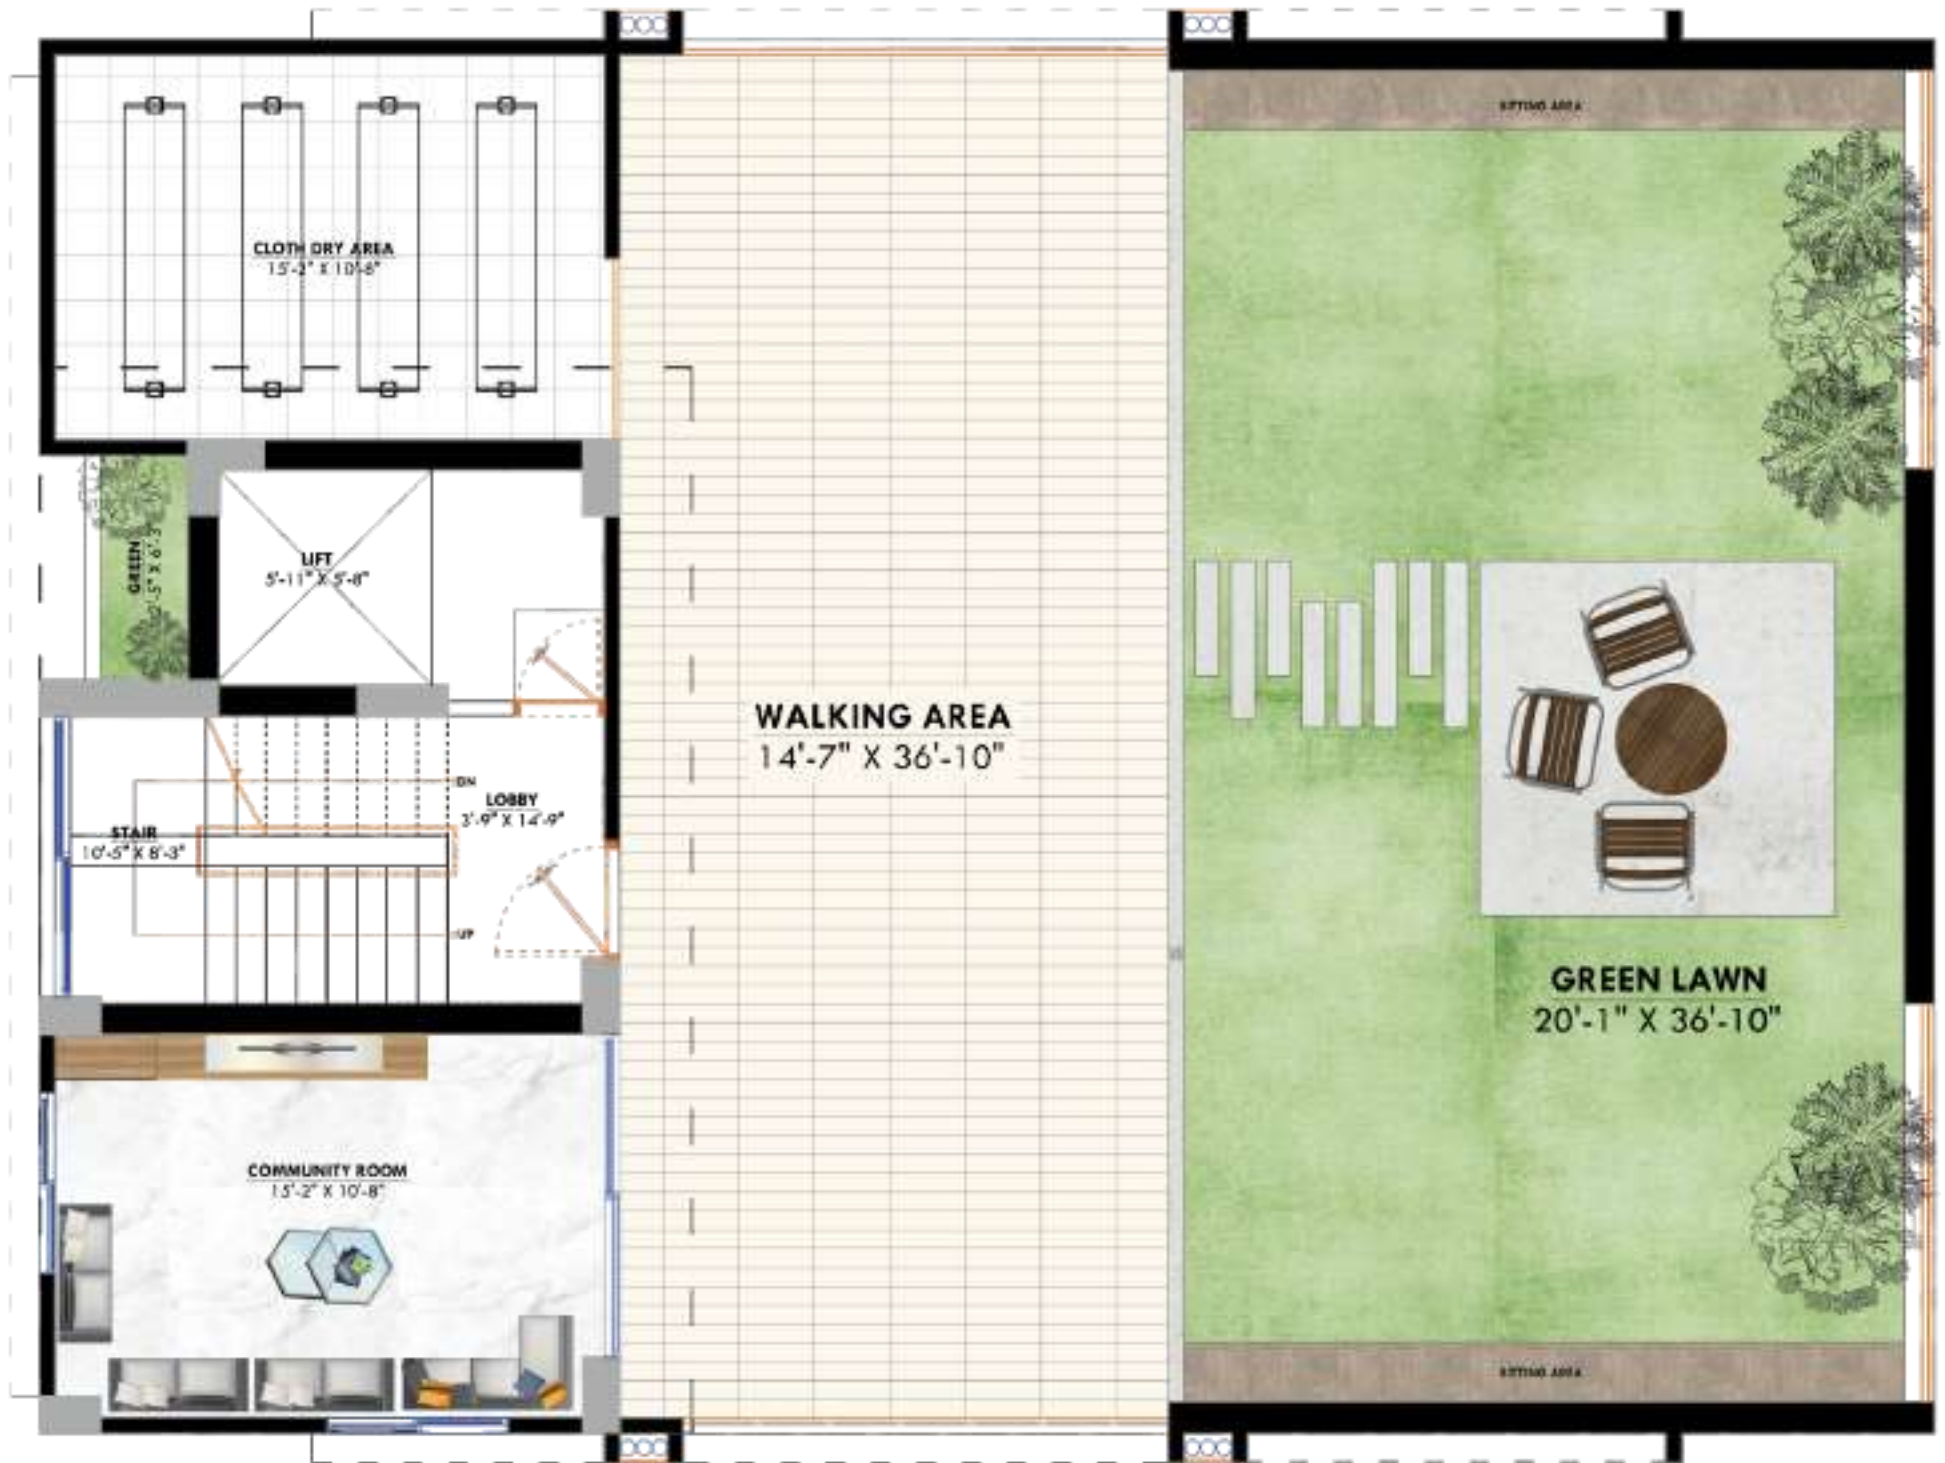 SITTING AREA
CLOTH DRY AREA
15'-2" X 10'-8"
GREEN
LIFT
5'-11" X 5'-8"
WALKING AREA
14'-7" X 36'-10"
DN
LOBBY
3'-9" X 14'-9"
STAIR
10'-5" X 8'-3"
UP
GREEN LAWN
20'-1" X 36'-10"
COMMUNITY ROOM
15'-2" X 10'-8"
SITTING AREA